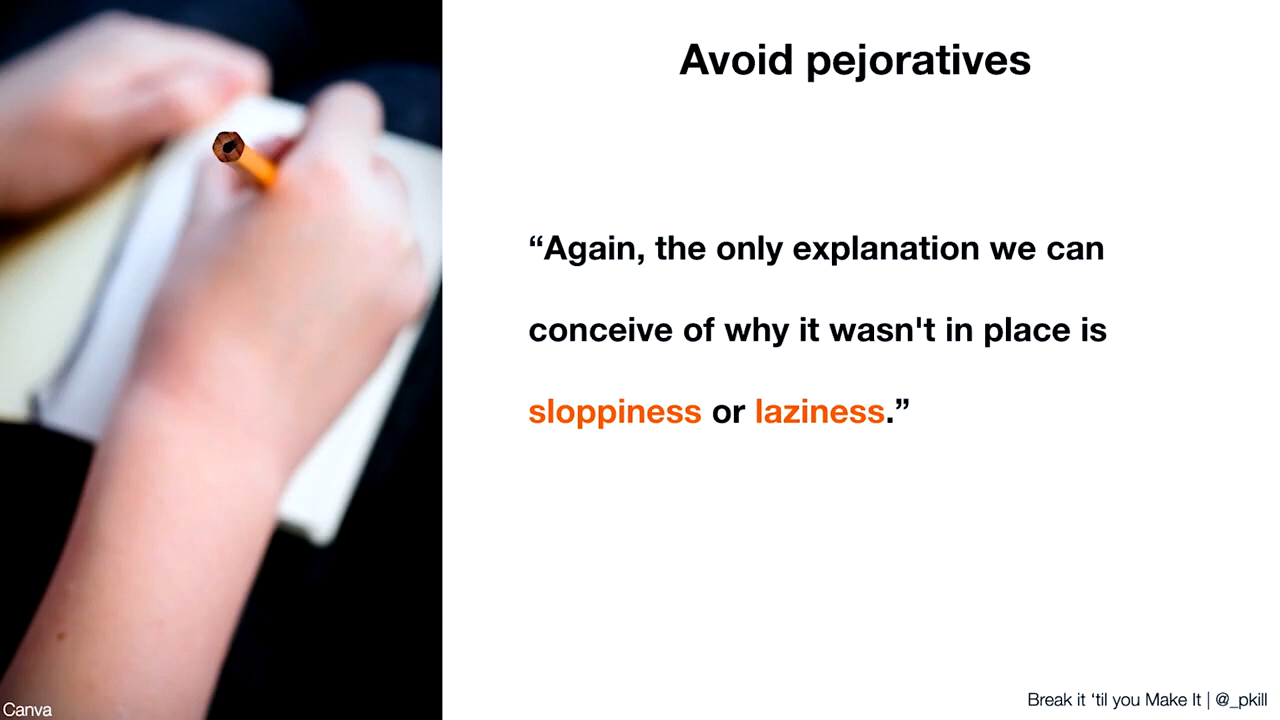 Avoid pejoratives
“Again, the only explanation we can
conceive of why it wasn't in place is
sloppiness or laziness.”
Canva
Break it ‘til you Make It | @_pkill